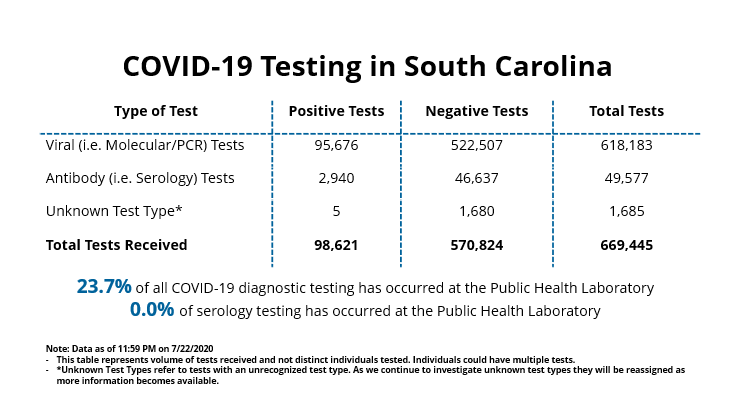 COVID-19 Testing in South Carolina
Type of Test Positive Tests Negative Tests Total Tests
Viral (i.e. Molecular/PCR) Tests 95,676 522,507 618,183
Antibody (i.e. Serology) Tests 2,940 46,637 49,577
Unknown Test Type* 5 1,680 1,685
Total Tests Received 98,621 570,824 669,445
23.7% of all COVID-19 diagnostic testing has occurred at the Public Health Laboratory
0.0% of serology testing has occurred at the Public Health Laboratory
Note: Data as of 11:59 PM on 7/22/2020
- This table represents volume of tests received and not distinct individuals tested. Individuals could have multiple tests.
- *Unknown Test Types refer to tests with an unrecognized test type. As we continue to investigate unknown test types they will be reassigned as
more information becomes available.